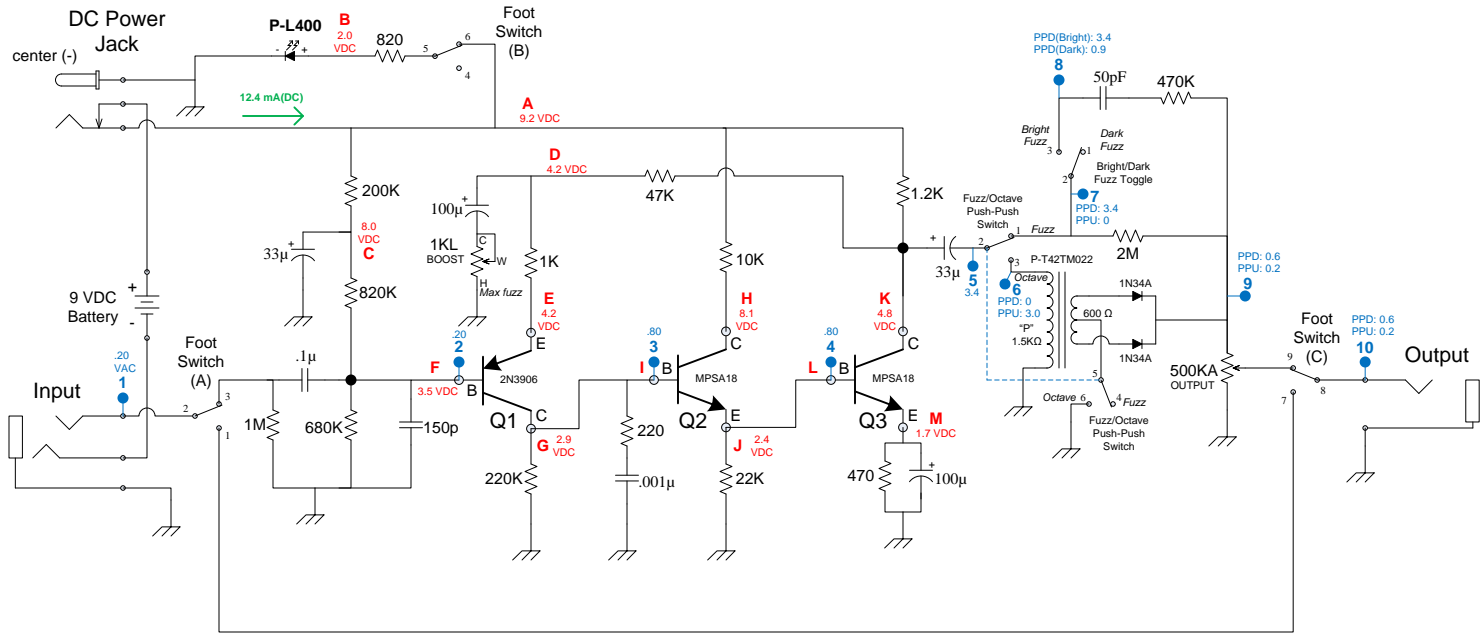 DC Power
Jack
center (-)
P-L400
B
2.0
VDC
- +
820
5
6
4
Foot
Switch
(B)
12.4 mA(DC)
A
9.2 VDC
D
4.2 VDC
47K
200K
8.0
VDC
C
33µ
+
820K
100µ
+
1KL
BOOST
C
W
H
Max fuzz
1K
E
4.2
VDC
10K
H
8.1
VDC
1.2K
K
4.8
VDC
9 VDC
Battery
+
-
.20
VAC
1
Input
Foot
Switch
(A)
2
3
1
.1µ
1M
680K
150p
F
3.5 VDC
.20
2
B
E
C
2N3906
Q1
G
2.9
VDC
220K
220
.001µ
I
.80
3
B
C
E
MPSA18
Q2
J
2.4
VDC
22K
L
.80
4
B
C
E
MPSA18
Q3
M
1.7 VDC
470
+
100µ
+
33µ
5
3.4
Fuzz/Octave
Push-Push
Switch
2
1
Fuzz
3
Octave
6
PPD: 0
PPU: 3.0
P-T42TM022
"P"
1.5KΩ
600 Ω
1N34A
1N34A
PPD(Bright): 3.4
PPD(Dark): 0.9
8
50pF
470K
Bright
Fuzz
3
1
Dark
Fuzz
2
Bright/Dark
Fuzz Toggle
7
PPD: 3.4
PPU: 0
2M
PPD: 0.6
PPU: 0.2
9
5
Octave 6
4 Fuzz
Fuzz/Octave
Push-Push
Switch
500KA
OUTPUT
Foot
Switch
(C)
9
8
7
PPD: 0.6
PPU: 0.2
10
Output